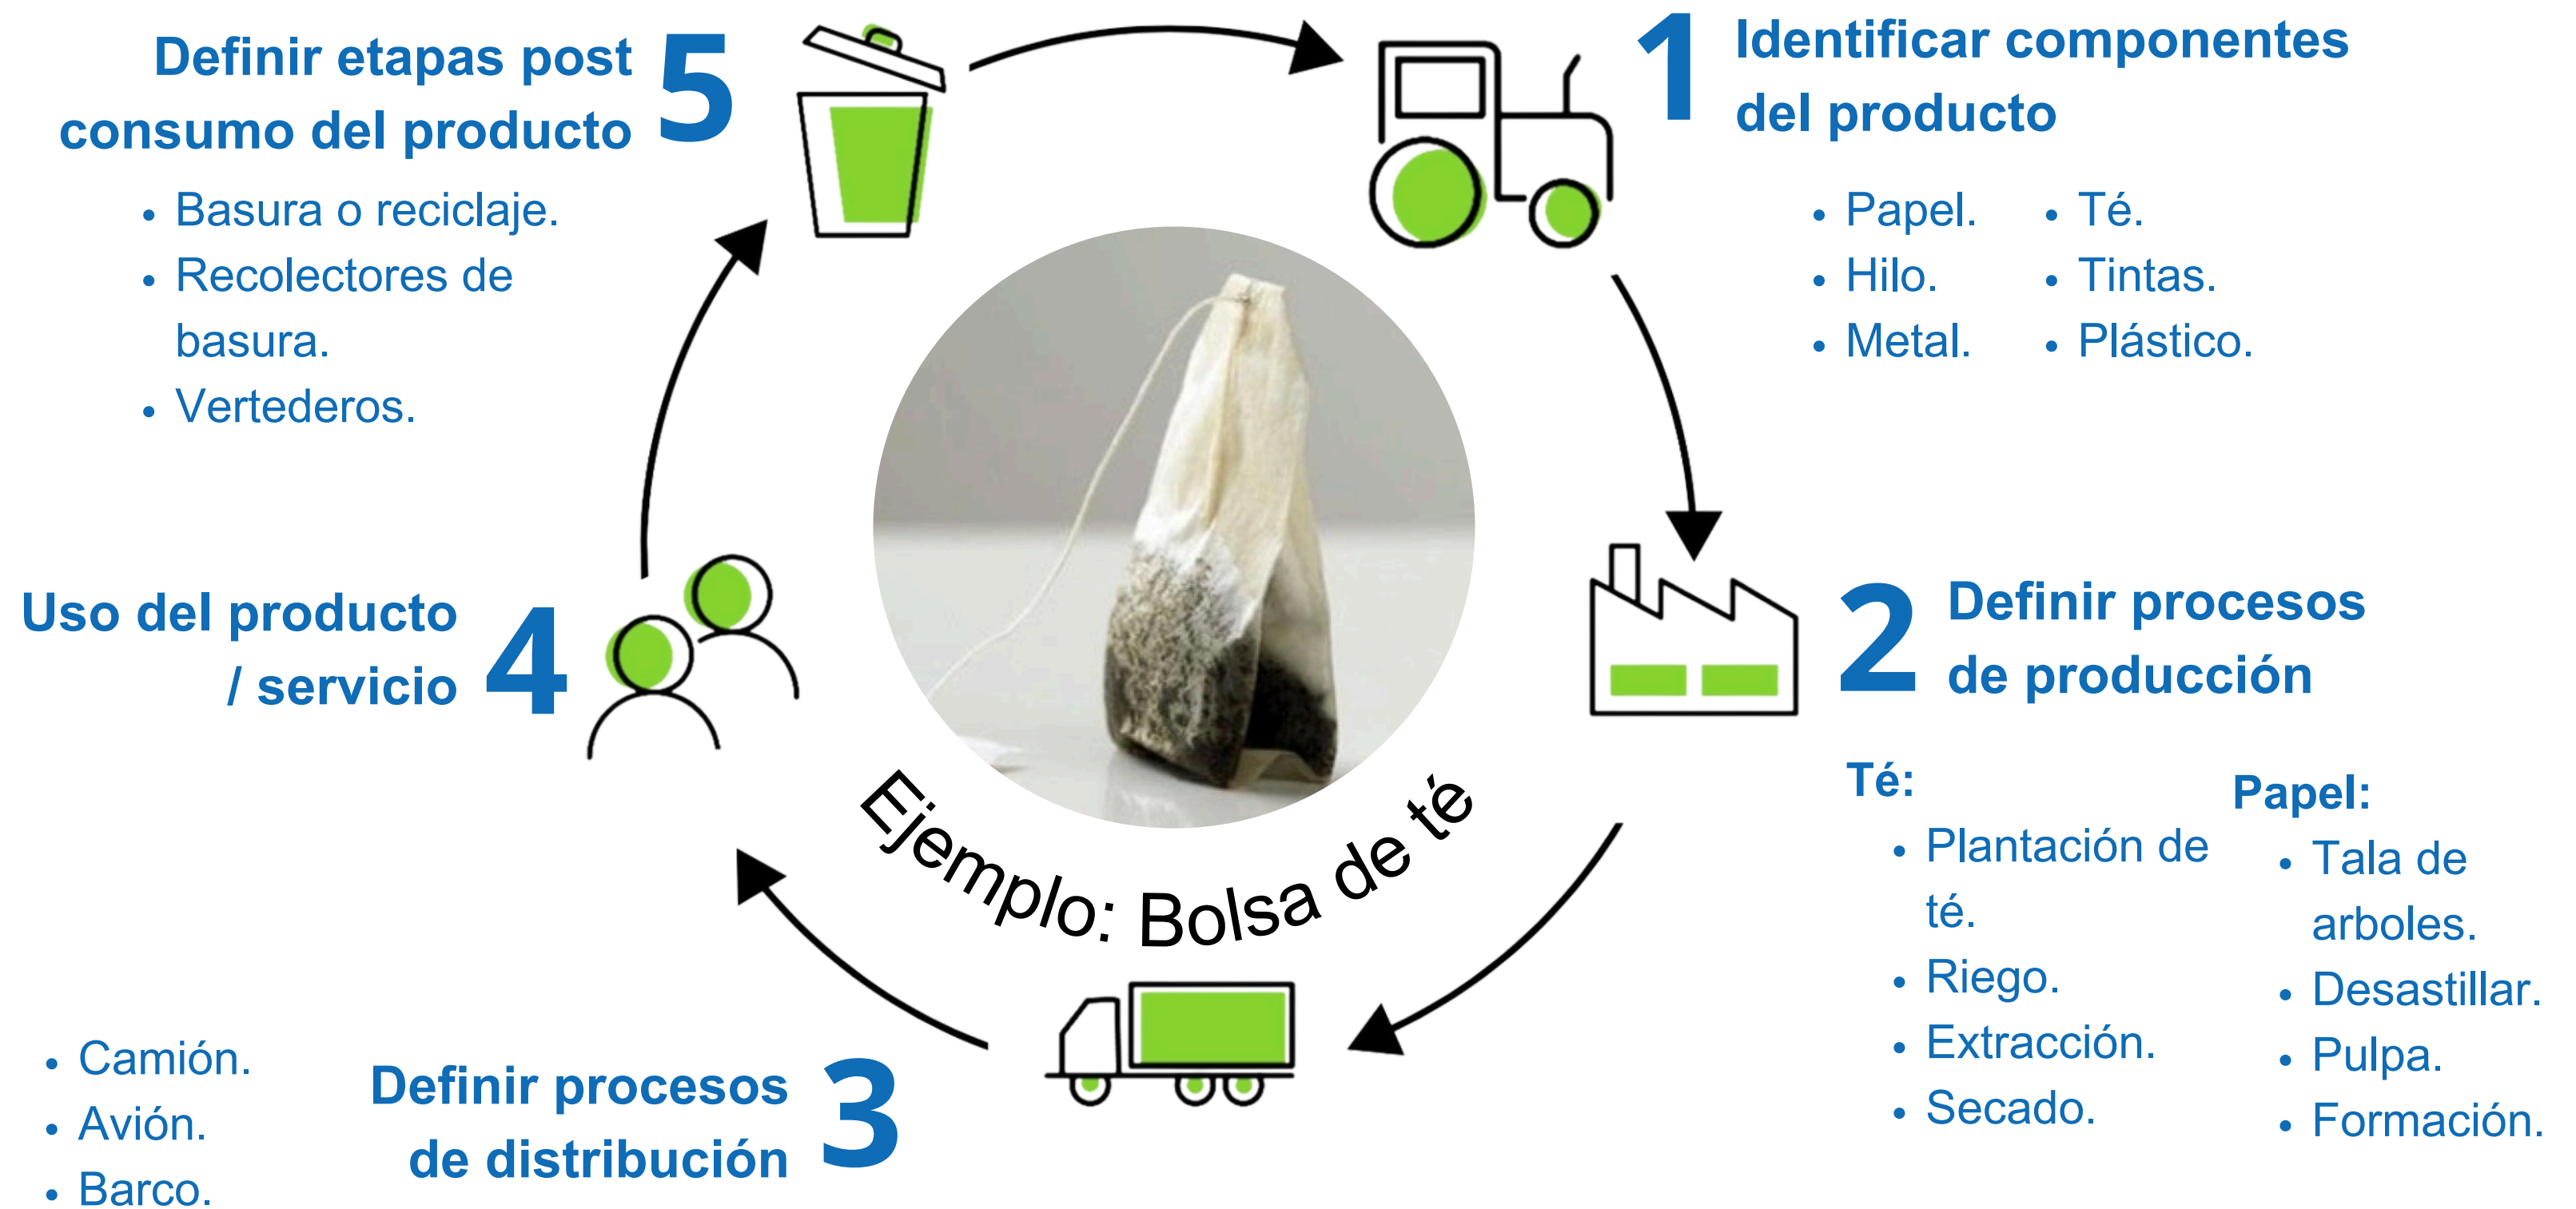 1
Identificar componentes
del producto
• Papel.
• Hilo.
• Metal.
• Té.
• Tintas.
• Plástico.
2
Definir procesos
de producción
Té:
• Plantación de
té.
• Riego.
• Extracción.
• Secado.
Papel:
• Tala de
arboles.
• Desastillar.
• Pulpa.
• Formación.
3
Definir procesos
de distribución
• Camión.
• Avión.
• Barco.
4
Uso del producto
/ servicio
5
Definir etapas post
consumo del producto
• Basura o reciclaje.
• Recolectores de
basura.
• Vertederos.
Ejemplo: Bolsa de té